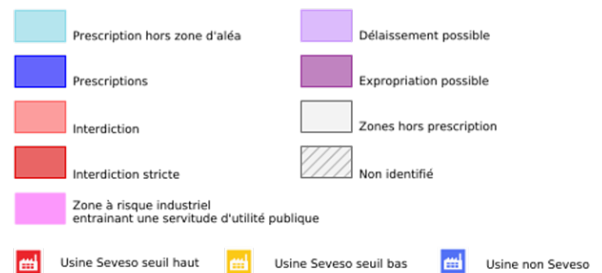 Prescription hors zone d'aléa
Délaissement possible
Prescriptions
Expropriation possible
Interdiction
Zones hors prescription
Interdiction stricte
Non identifié
Zone à risque industriel
entrainant une servitude d'utilité publique
Usine Seveso seuil haut
Usine Seveso seuil bas
Usine non Seveso